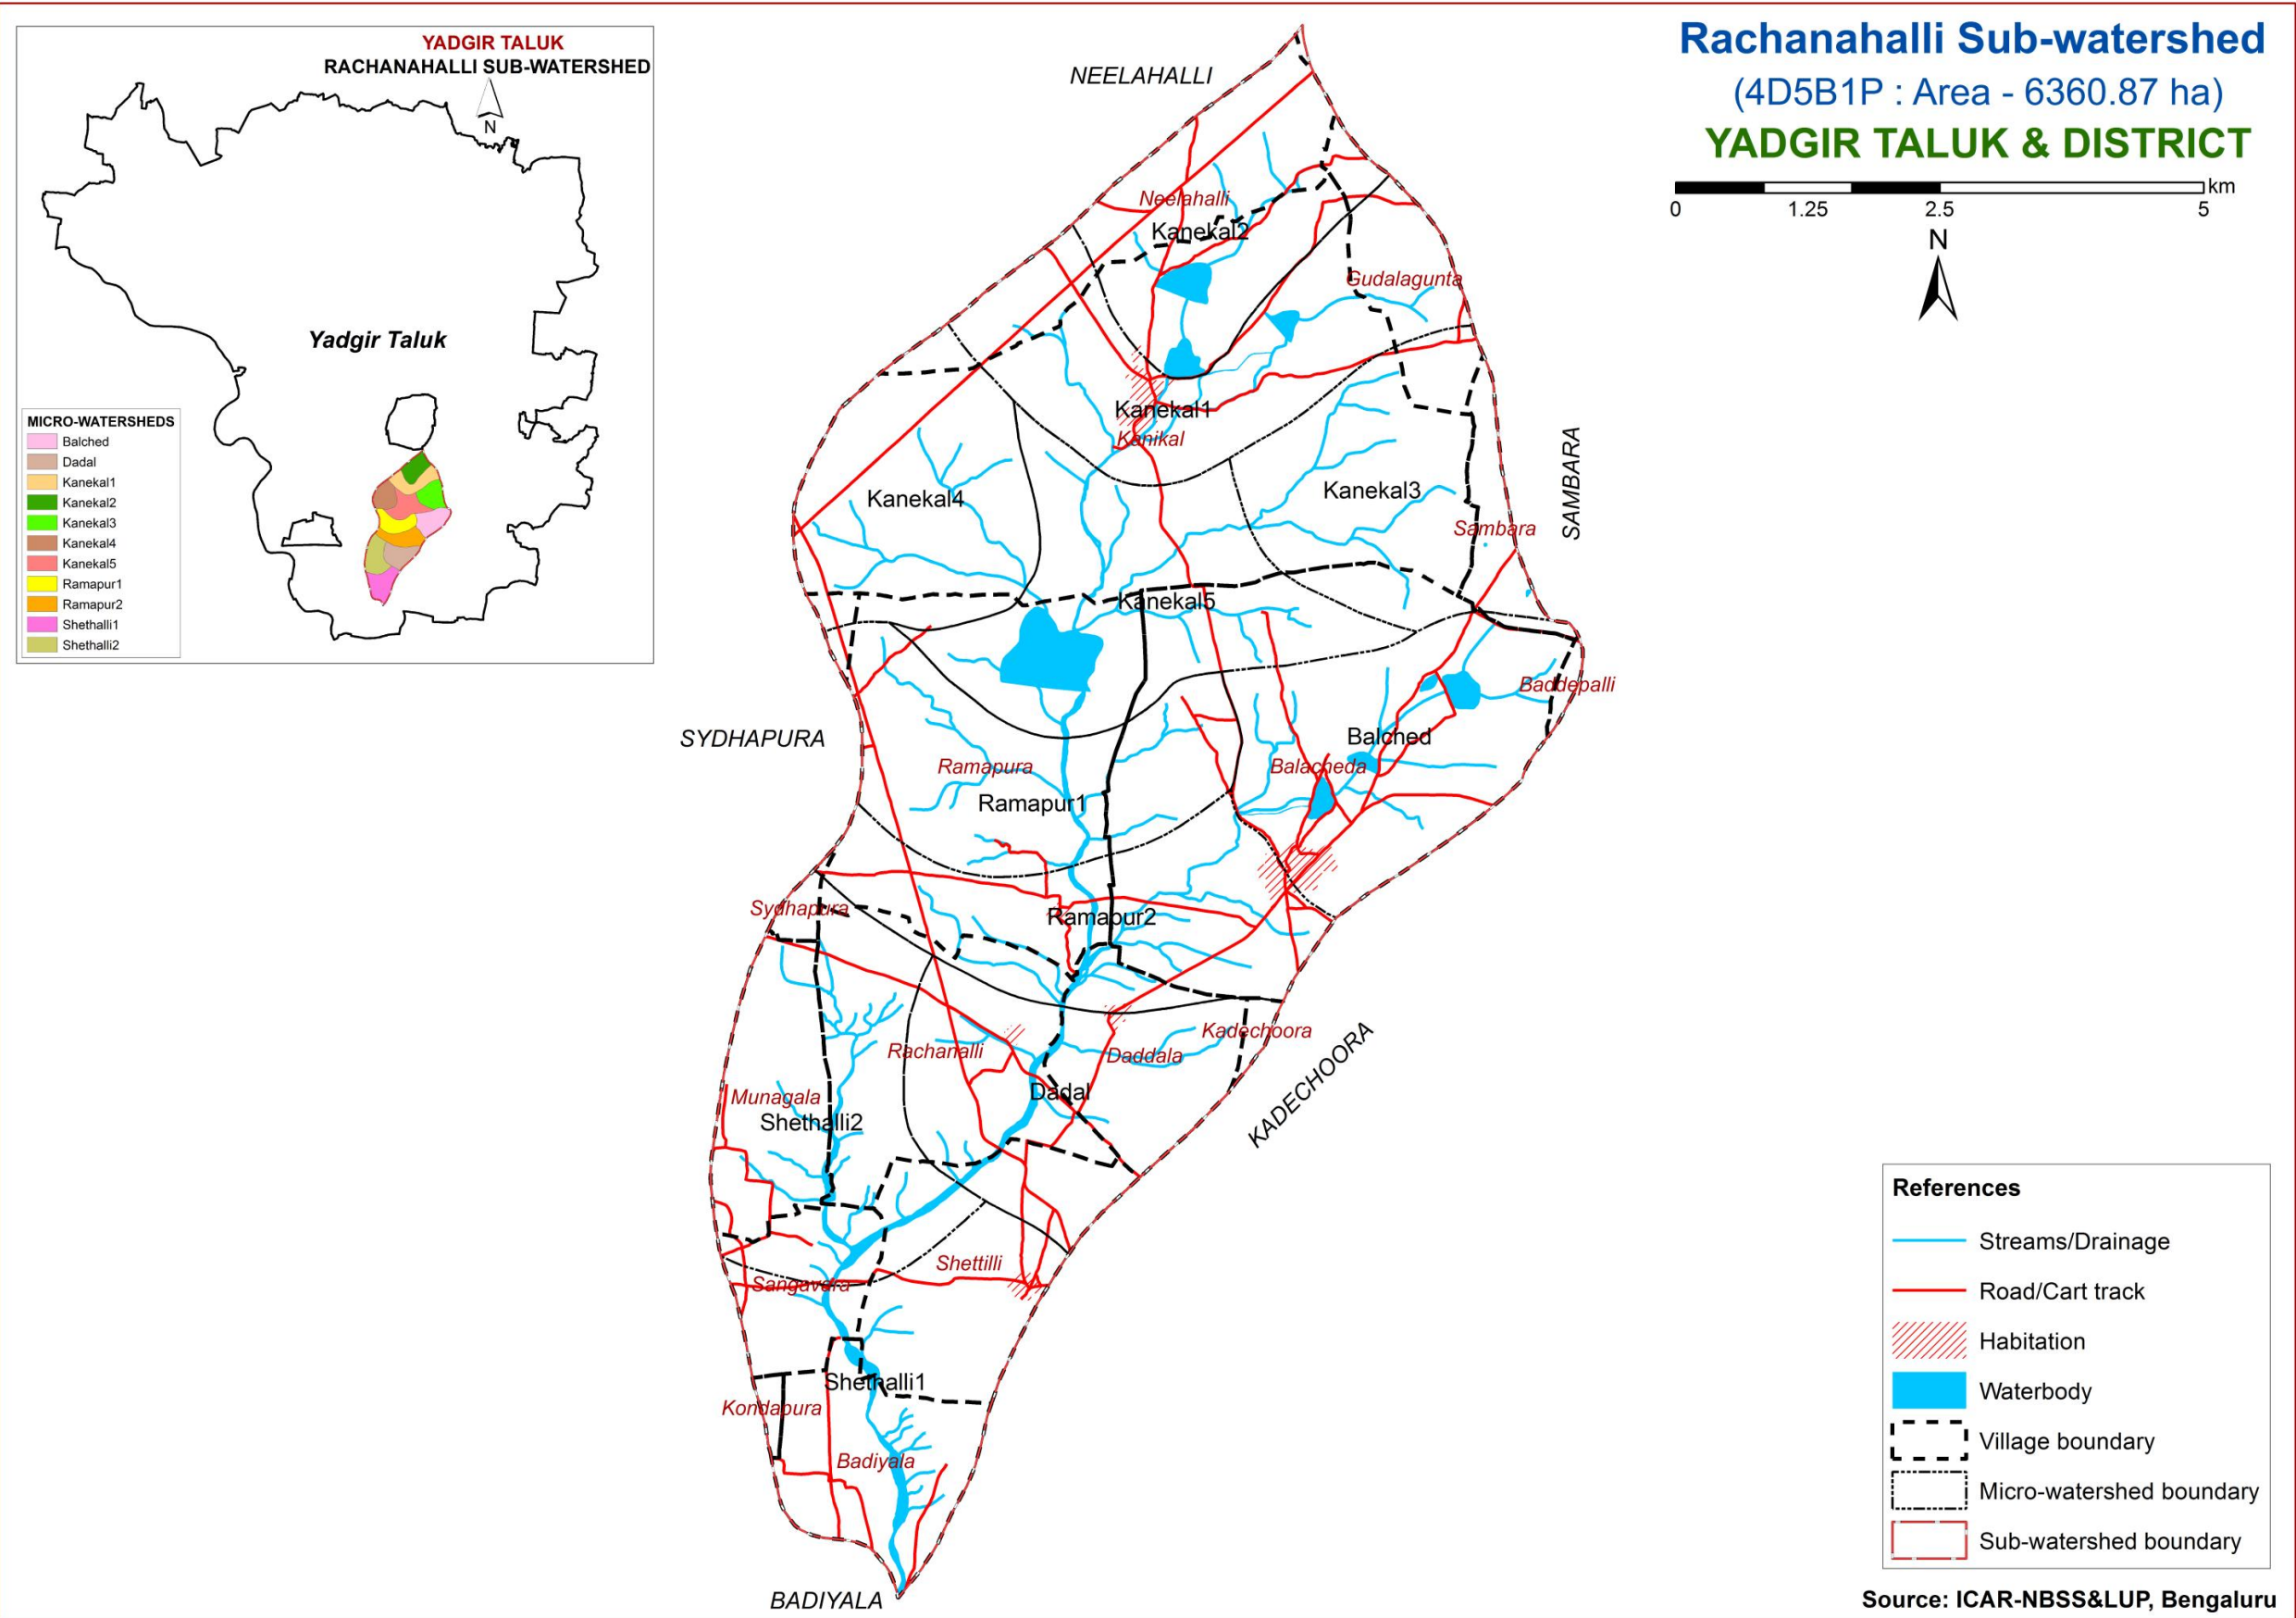 YADGIR TALUK
RACHANAHALLI SUB-WATERSHED
N
Yadgir Taluk
MICRO-WATERSHEDS
Balched
Dadal
Kanekal1
Kanekal2
Kanekal3
Kanekal4
Kanekal5
Ramapur1
Ramapur2
Shethalli1
Shethalli2
Rachanahalli Sub-watershed
(4D5B1P : Area - 6360.87 ha)
YADGIR TALUK & DISTRICT
km
0 1.25 2.5 5
N
NEELAHALLI
Neelahalli
Kanekal2
Gudalagunta
Kanekal1
Kanikal
Kanekal4
Kanekal3
SAMBARA
Sambara
Kanekal5
Baddepalli
SYDHAPURA
Balched
Ramapura
Balacheda
Ramapur1
Sydhapura
Ramapur2
Kadechoora
Rachanalli
Daddala
KADECHOORA
Dadal
Munagala
Shethalli2
Shettilli
Sangavara
Shethalli1
Kondapura
Badiyala
BADIYALA
References
Streams/Drainage
Road/Cart track
Habitation
Waterbody
Village boundary
Micro-watershed boundary
Sub-watershed boundary
Source: ICAR-NBSS&LUP, Bengaluru